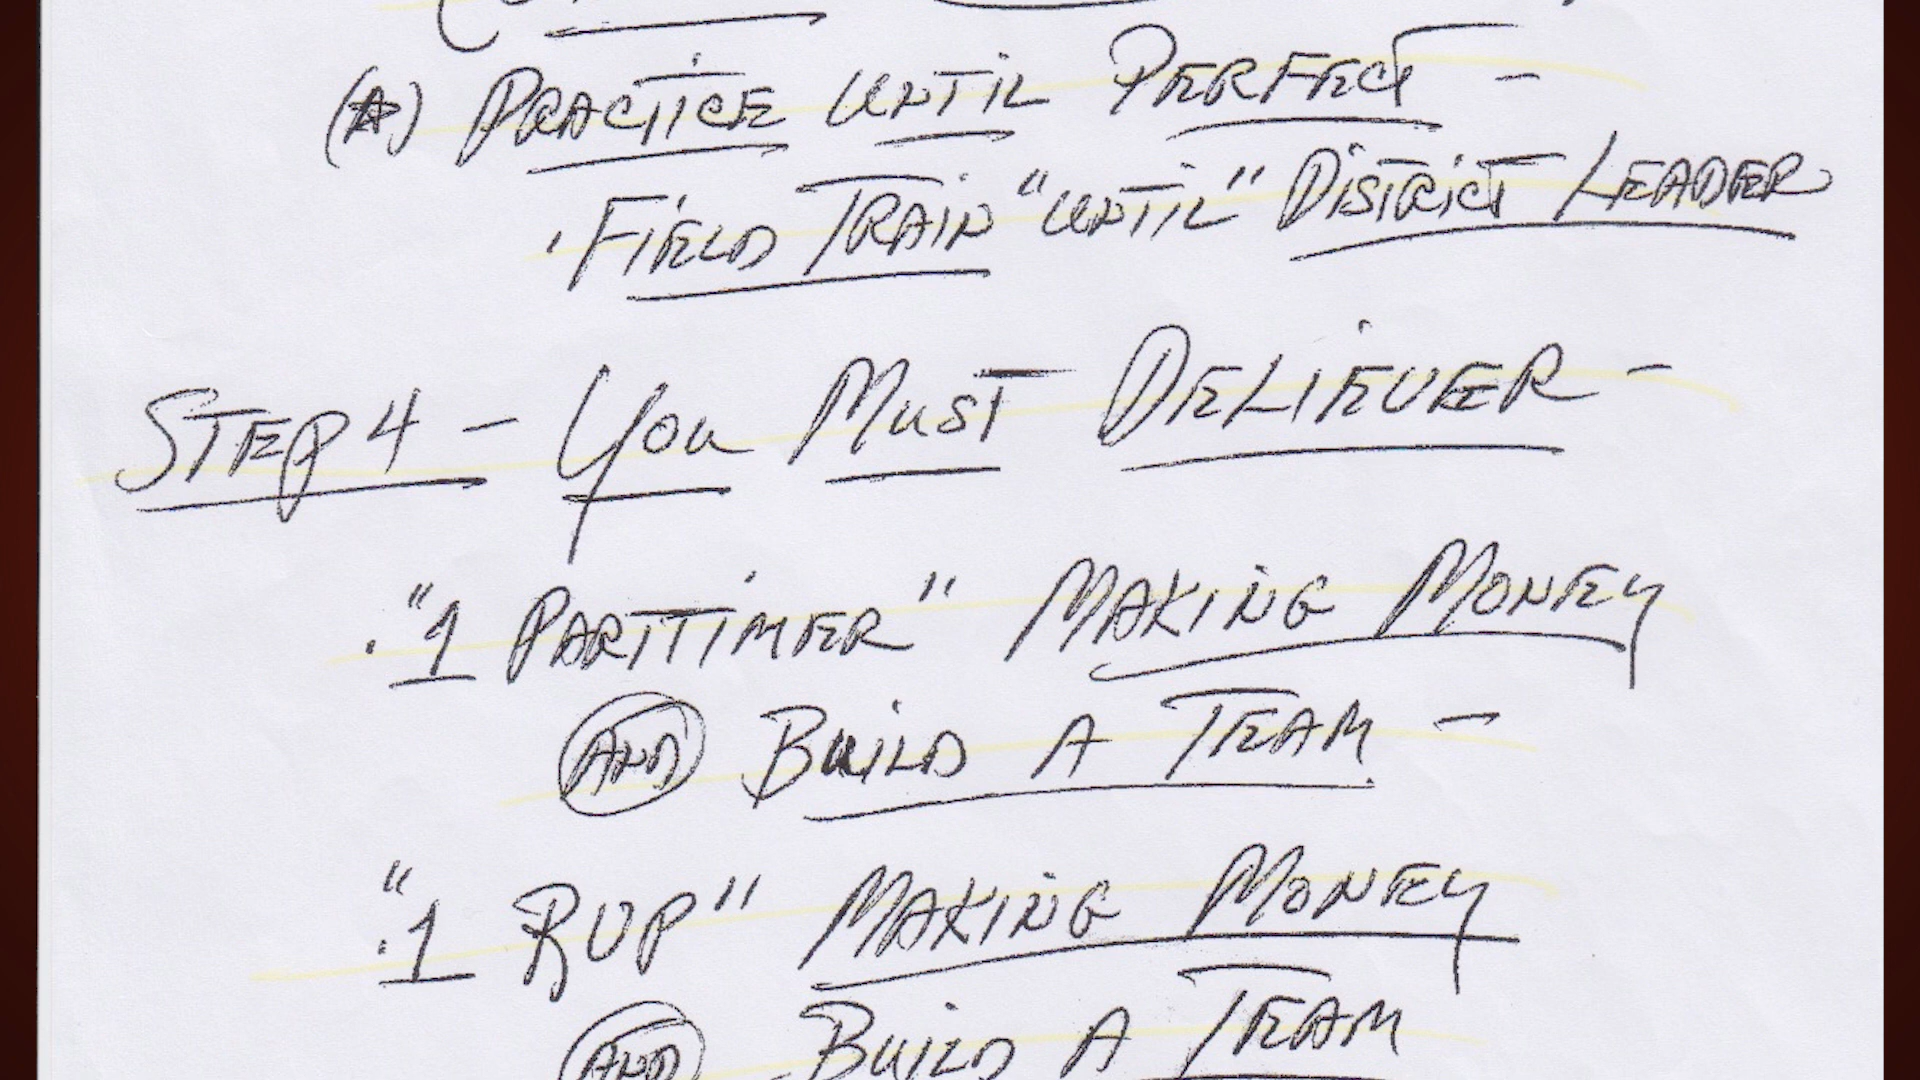 (A) PRACTICE UNTIL PERFECT -
· FIELD TRAIN "UNTIL" DISTRICT LEADER
STEP 4 - YOU MUST DELIEVER -
· "1 PARTTIMER" MAKING MONEY
AND BUILD A TEAM -
· "1 RVP" MAKING MONEY
AND BUILD A TEAM